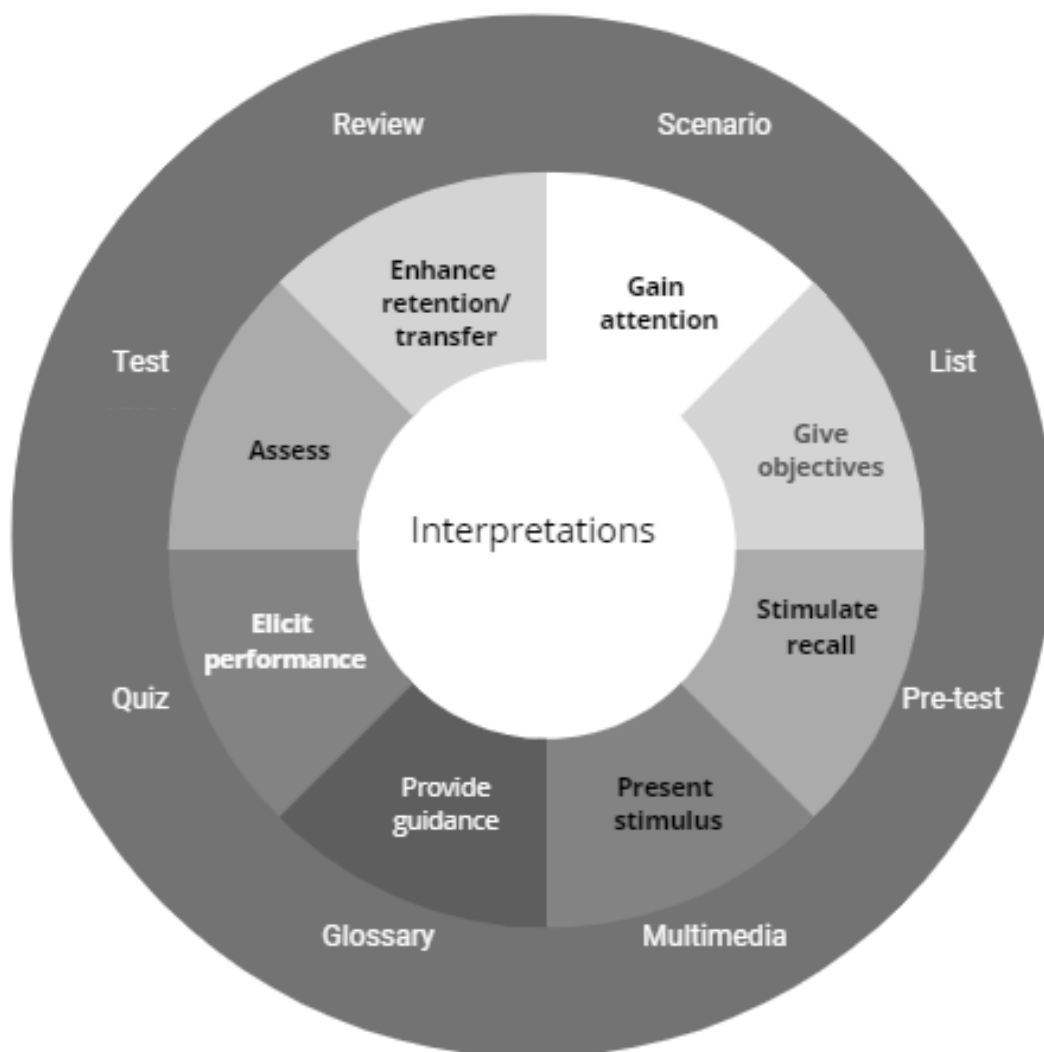 Review
Scenario
Enhance
retention/
transfer
Gain
attention
Test
List
Assess
Give
objectives
Interpretations
Elicit
performance
Stimulate
recall
Quiz
Pre-test
Provide
guidance
Present
stimulus
Glossary
Multimedia